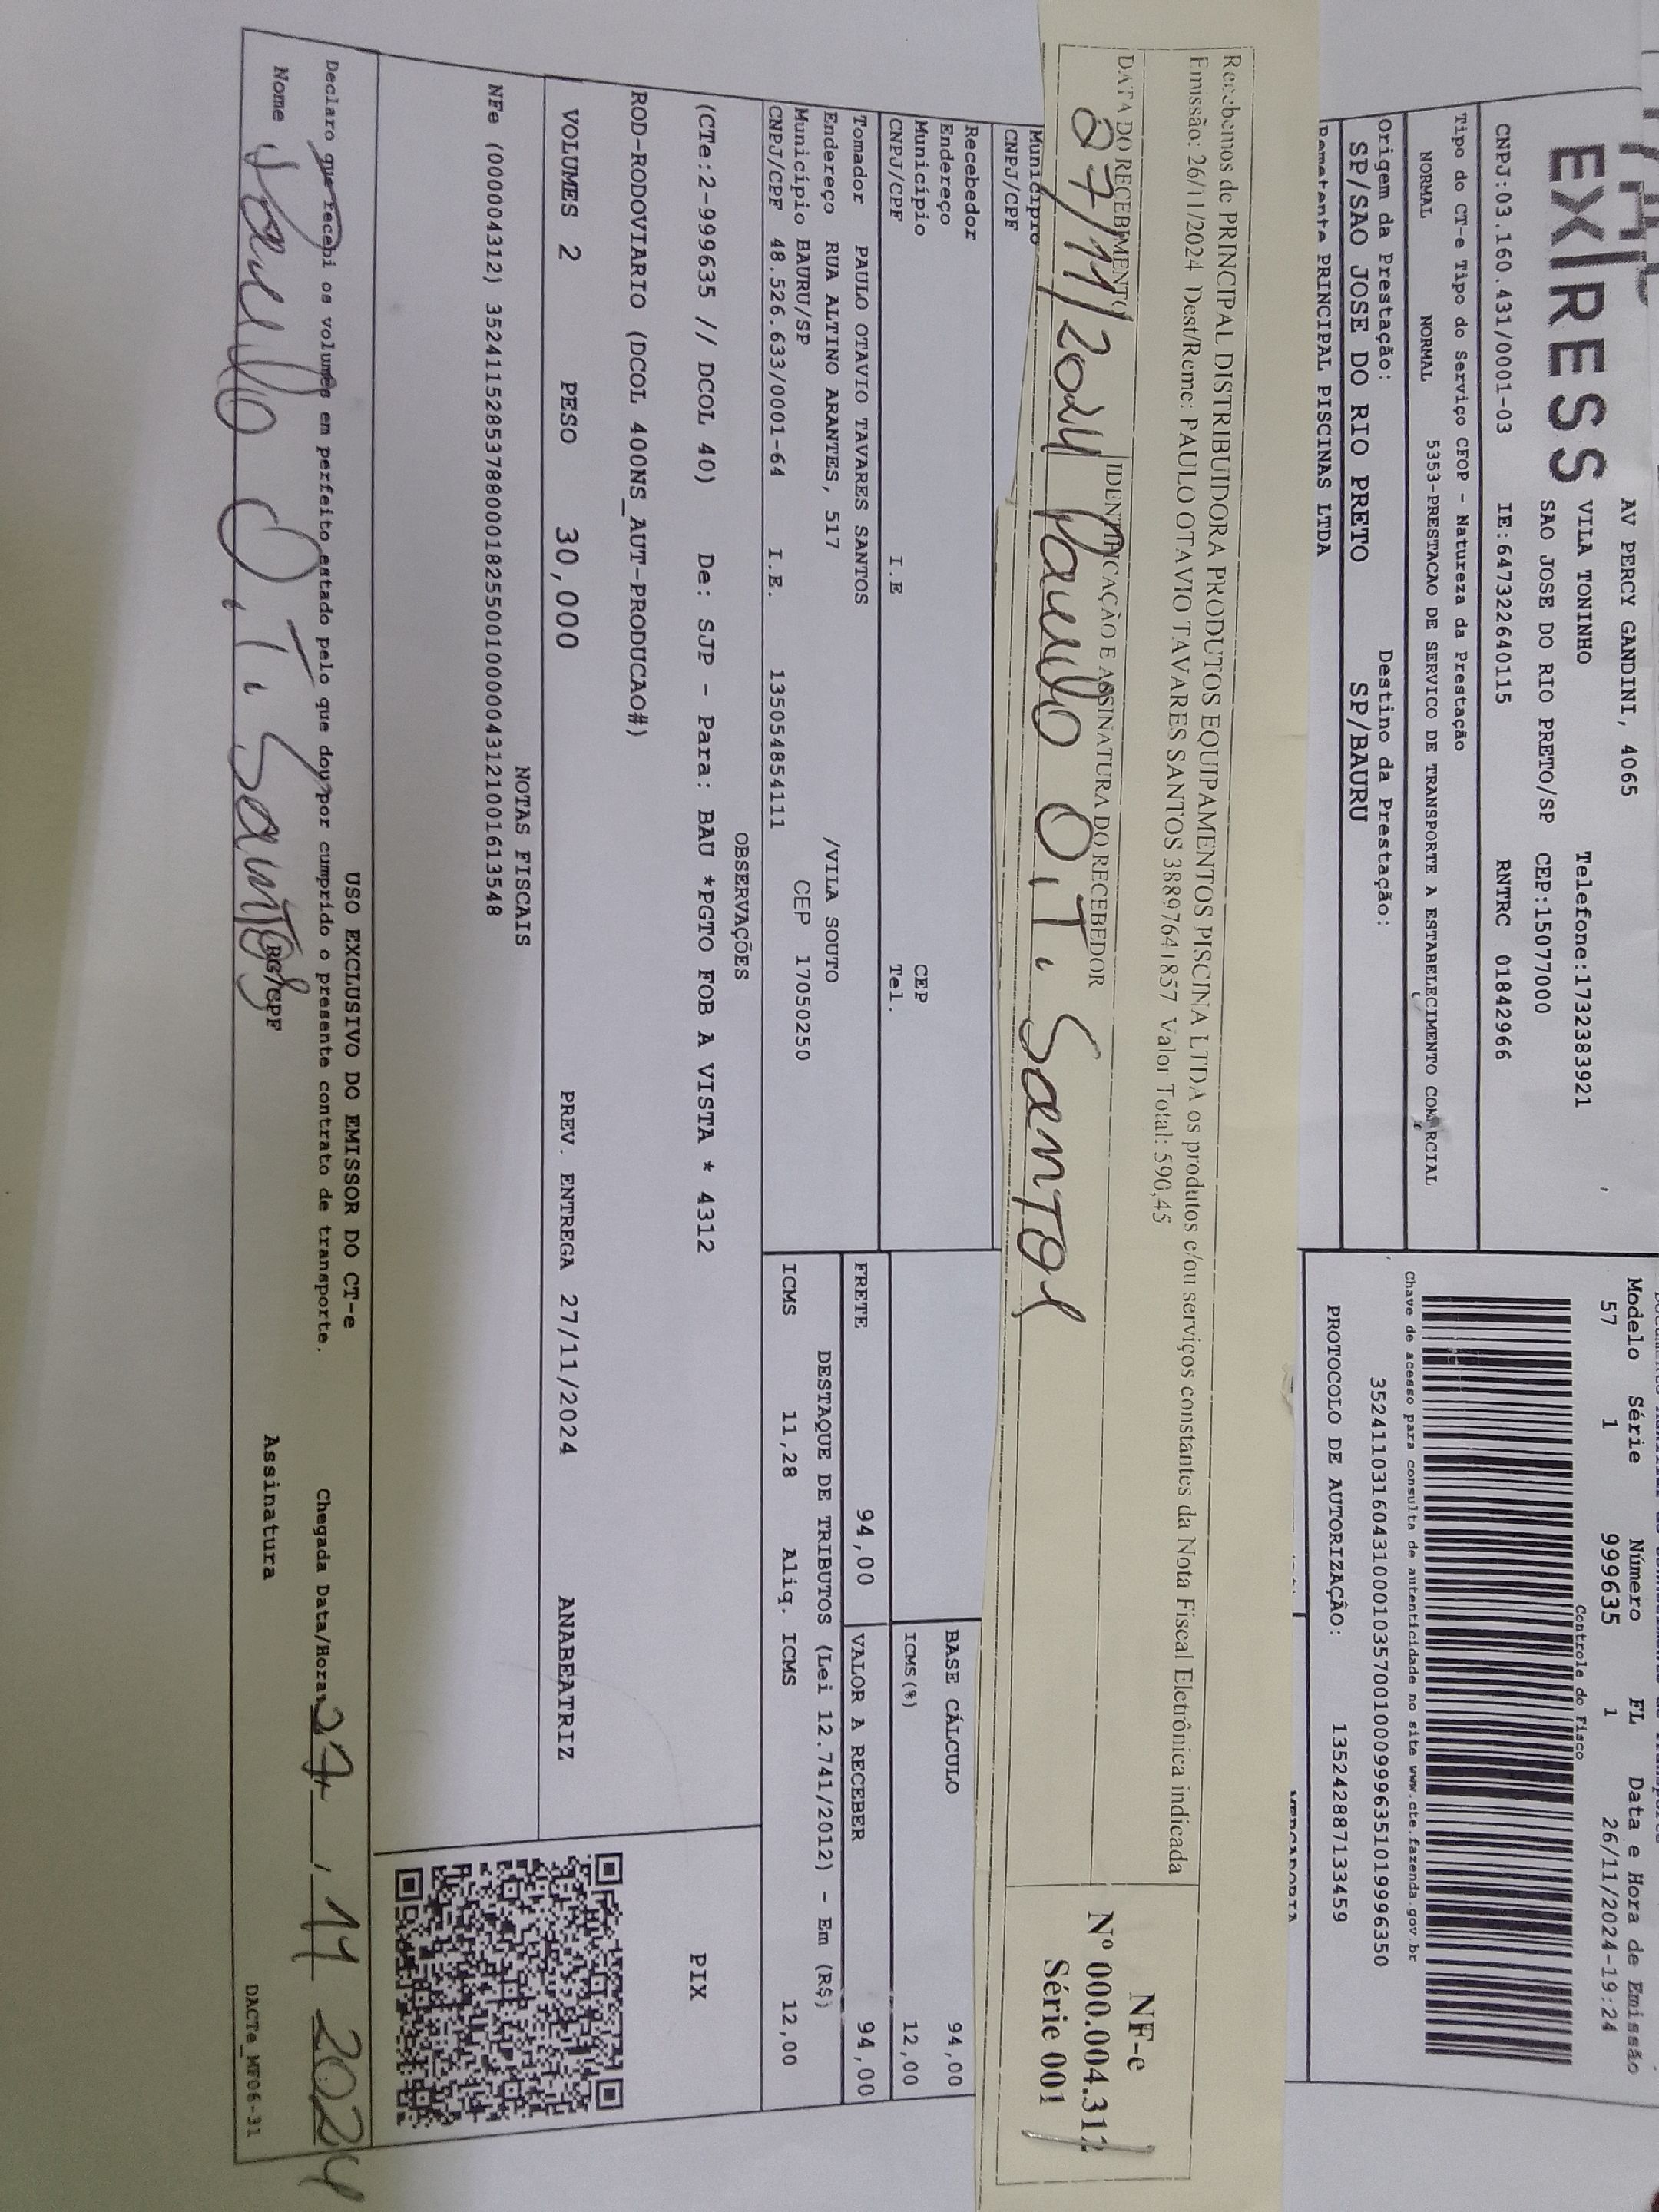 EXPRESS
AV PERCY GANDINI, 4065
VILA TONINHO Telefone:1732383921
SAO JOSE DO RIO PRETO/SP CEP:15077000
CNPJ:03.160.431/0001-03 IE:647322640115 RNTRC 01842966
Tipo do CT-e Tipo do Serviço CFOP - Natureza da Prestação
NORMAL NORMAL 5353-PRESTACAO DE SERVICO DE TRANSPORTE A ESTABELECIMENTO COMERCIAL
Origem da Prestação: Destino da Prestação:
SP/SAO JOSE DO RIO PRETO SP/BAURU
Remetente PRINCIPAL PISCINAS LTDA
Modelo Série Número FL Data e Hora de Emissão
57 1 999635 1 26/11/2024-19:24
Controle do Fisco
Chave de acesso para consulta de autenticidade no site www.cte.fazenda.gov.br
35241103160431000103570010009996351019996350
PROTOCOLO DE AUTORIZAÇÃO: 135242887133459
MERCADORIA
Recebemos de PRINCIPAL DISTRIBUIDORA PRODUTOS EQUIPAMENTOS PISCINA LTDA os produtos e/ou serviços constantes da Nota Fiscal Eletrônica indicada
Emissão: 26/11/2024 Dest/Reme: PAULO OTAVIO TAVARES SANTOS 38897641857 Valor Total: 590,45
DATA DO RECEBIMENTO IDENTIFICAÇÃO E ASSINATURA DO RECEBEDOR
27/11/2024 Paulo O.T. Santos
NF-e
Nº 000.004.312
Série 001
Município
CNPJ/CPF
Recebedor
Endereço
Município CEP
CNPJ/CPF I.E Tel.
BASE CÁLCULO 94,00
ICMS(%) 12,00
Tomador PAULO OTAVIO TAVARES SANTOS
Endereço RUA ALTINO ARANTES, 517 /VILA SOUTO
Município BAURU/SP CEP 17050250
CNPJ/CPF 48.526.633/0001-64 I.E. 135054854111
FRETE 94,00 VALOR A RECEBER 94,00
DESTAQUE DE TRIBUTOS (Lei 12.741/2012) - Em (R$)
ICMS 11,28 Aliq. ICMS 12,00
OBSERVAÇÕES
(CTe:2-999635 // DCOL 40) De: SJP - Para: BAU *PGTO FOB A VISTA * 4312
ROD-RODOVIARIO (DCOL 400NS_AUT-PRODUCAO#)
PIX
VOLUMES 2 PESO 30,000 PREV. ENTREGA 27/11/2024 ANABEATRIZ
NOTAS FISCAIS
NFe (000004312) 35241152853788000182550010000043121001613548
USO EXCLUSIVO DO EMISSOR DO CT-e
Declaro que recebi os volumes em perfeito estado pelo que dou por cumprido o presente contrato de transporte. Chegada Data/Hora 27 11 2024
Nome Paulo O.T. Santos RG/CPF Assinatura
DACTe_MF06-31